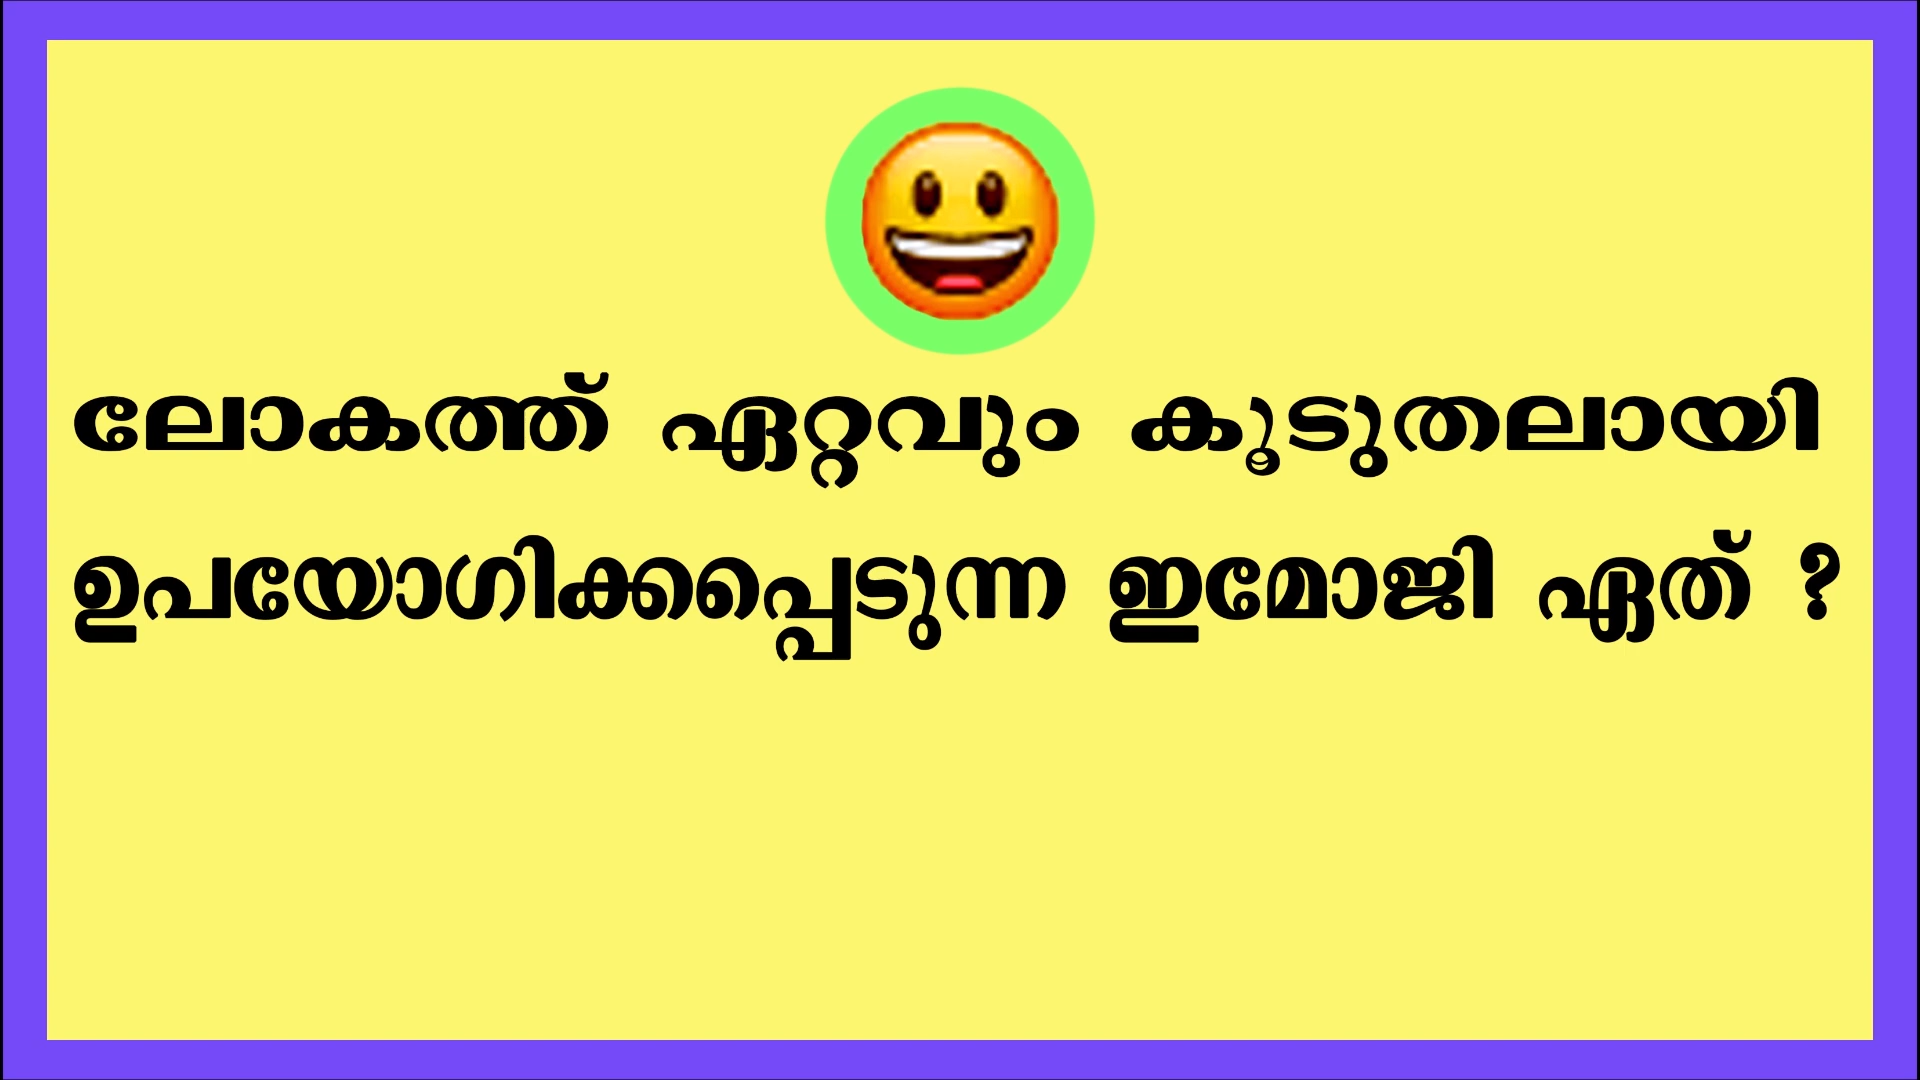 ലോകത്ത് ഏറ്റവും കൂടുതലായി
ഉപയോഗിക്കപ്പെടുന്ന ഇമോജി ഏത് ?